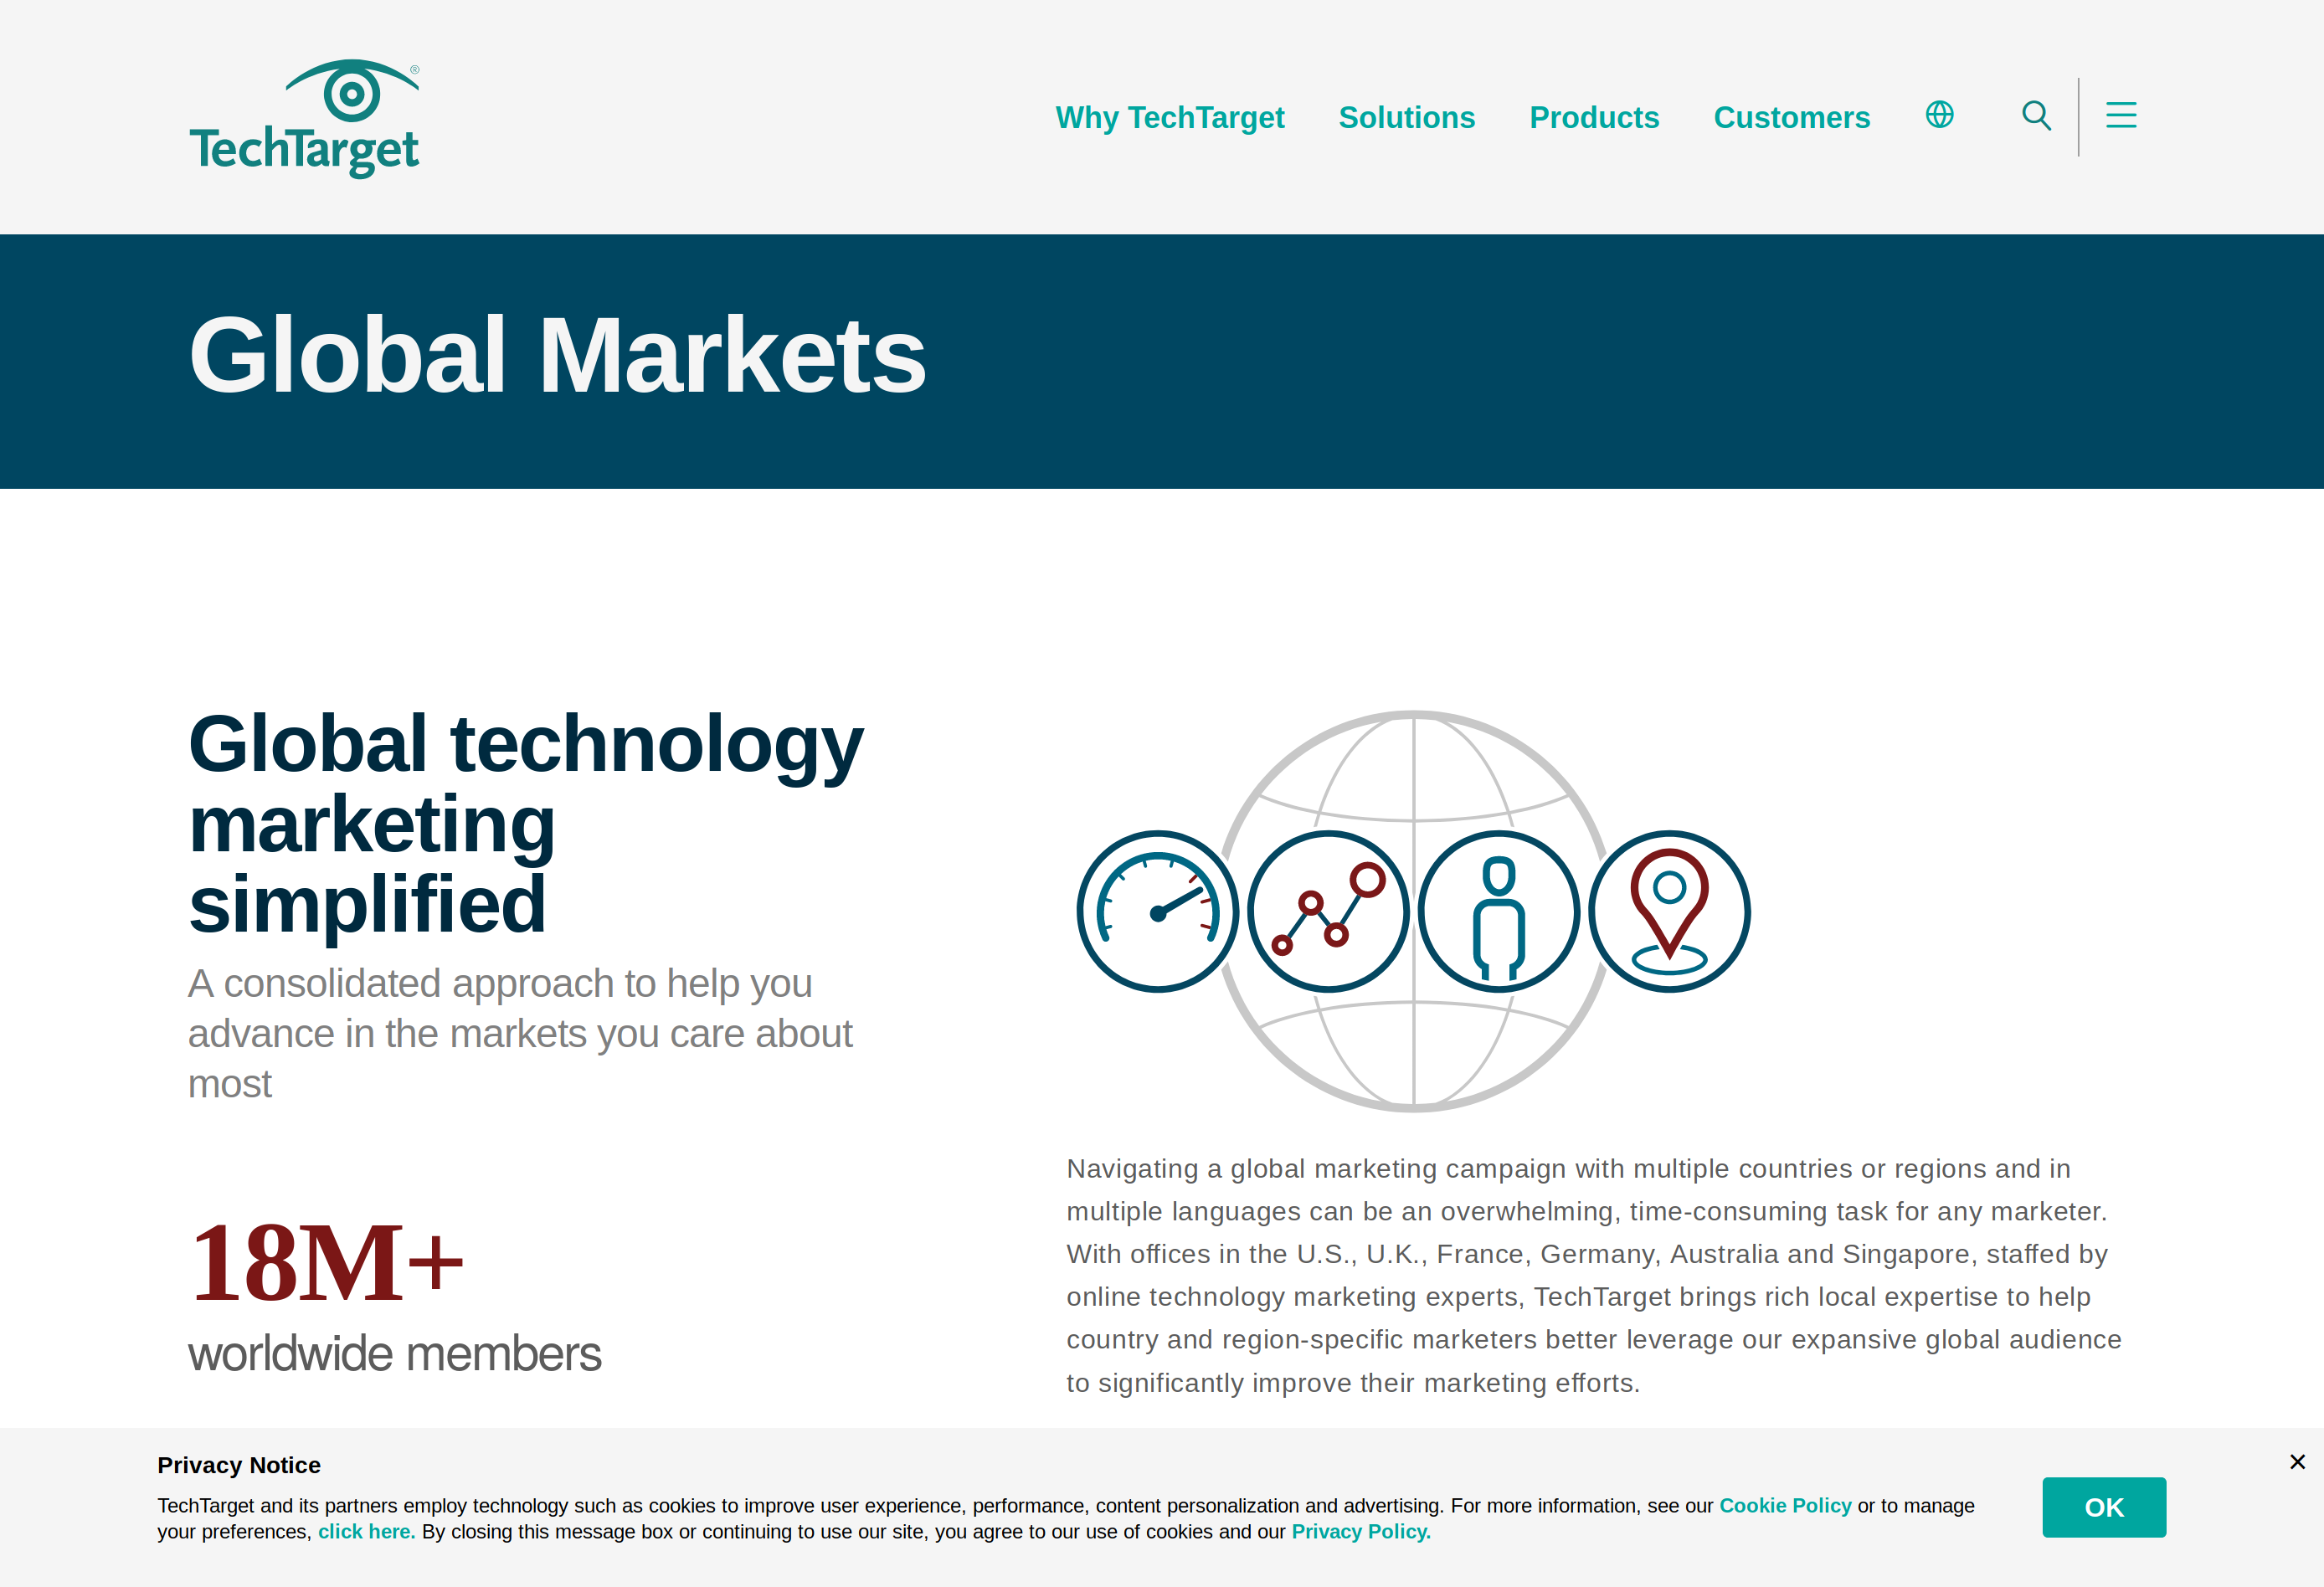 TechTarget®
Why TechTarget Solutions Products Customers
Global Markets
Global technology
marketing
simplified
A consolidated approach to help you
advance in the markets you care about
most
18M+
worldwide members
Navigating a global marketing campaign with multiple countries or regions and in
multiple languages can be an overwhelming, time-consuming task for any marketer.
With offices in the U.S., U.K., France, Germany, Australia and Singapore, staffed by
online technology marketing experts, TechTarget brings rich local expertise to help
country and region-specific marketers better leverage our expansive global audience
to significantly improve their marketing efforts.
Privacy Notice
TechTarget and its partners employ technology such as cookies to improve user experience, performance, content personalization and advertising. For more information, see our Cookie Policy or to manage
your preferences, click here. By closing this message box or continuing to use our site, you agree to our use of cookies and our Privacy Policy.
OK
×